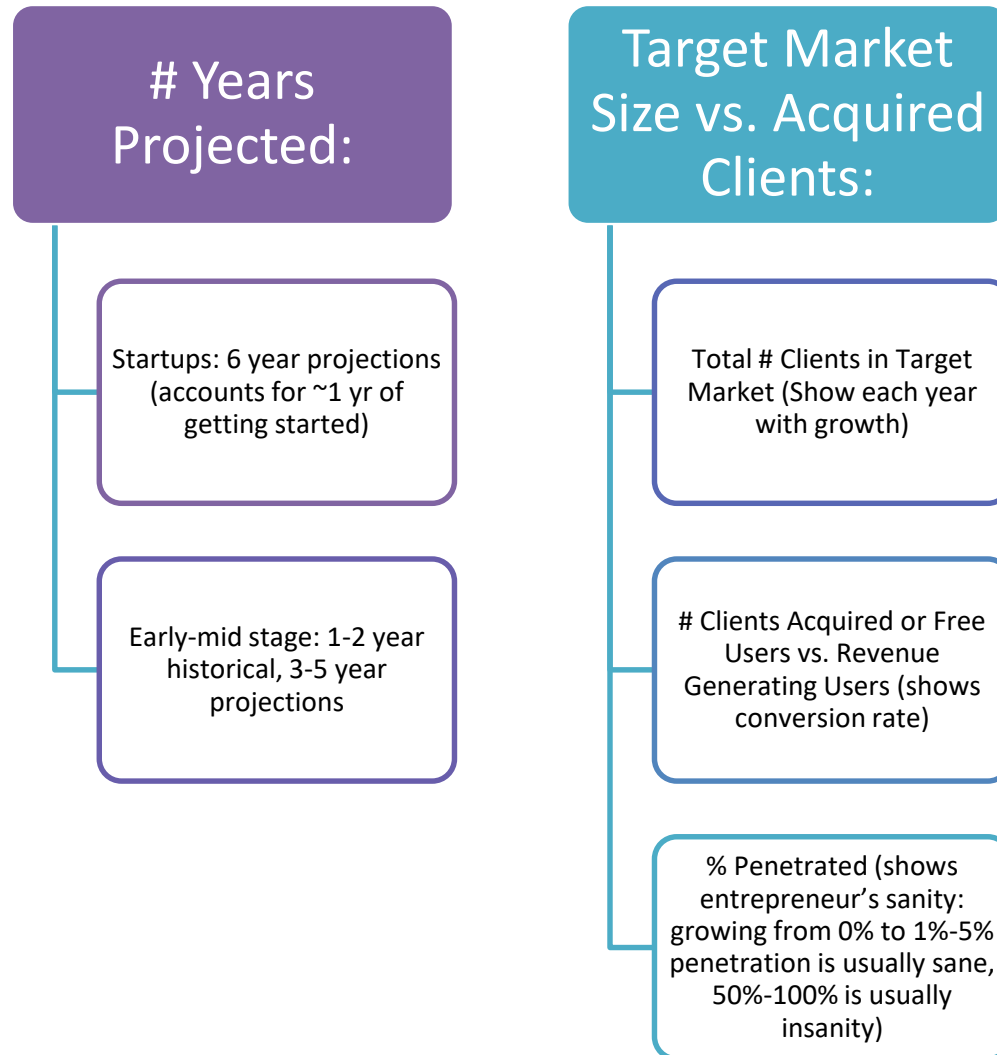 # Years
Projected:
Startups: 6 year projections
(accounts for ~1 yr of
getting started)
Early-mid stage: 1-2 year
historical, 3-5 year
projections
Target Market
Size vs. Acquired
Clients:
Total # Clients in Target
Market (Show each year
with growth)
# Clients Acquired or Free
Users vs. Revenue
Generating Users (shows
conversion rate)
% Penetrated (shows
entrepreneur’s sanity:
growing from 0% to 1%-5%
penetration is usually sane,
50%-100% is usually
insanity)